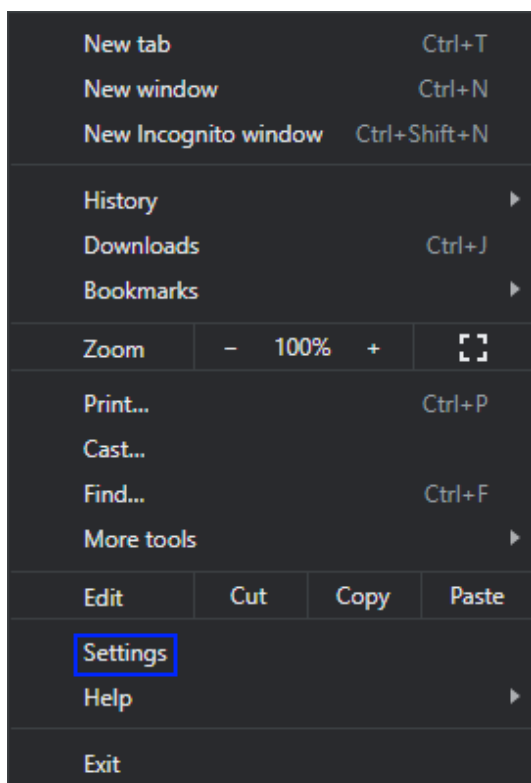 New tab Ctrl+T
New window Ctrl+N
New Incognito window Ctrl+Shift+N
History
Downloads Ctrl+J
Bookmarks
Zoom – 100% +
Print... Ctrl+P
Cast...
Find... Ctrl+F
More tools
Edit Cut Copy Paste
Settings
Help
Exit